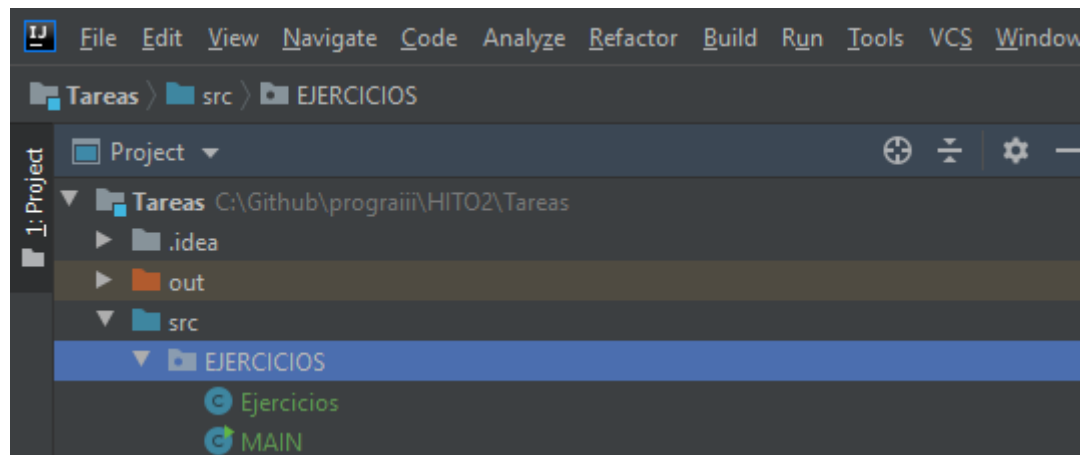 IJ File Edit View Navigate Code Analyze Refactor Build Run Tools VCS Window
Tareas src EJERCICIOS
Project
1: Project
Tareas C:\Github\prograiii\HITO2\Tareas
.idea
out
src
EJERCICIOS
C Ejercicios
C MAIN